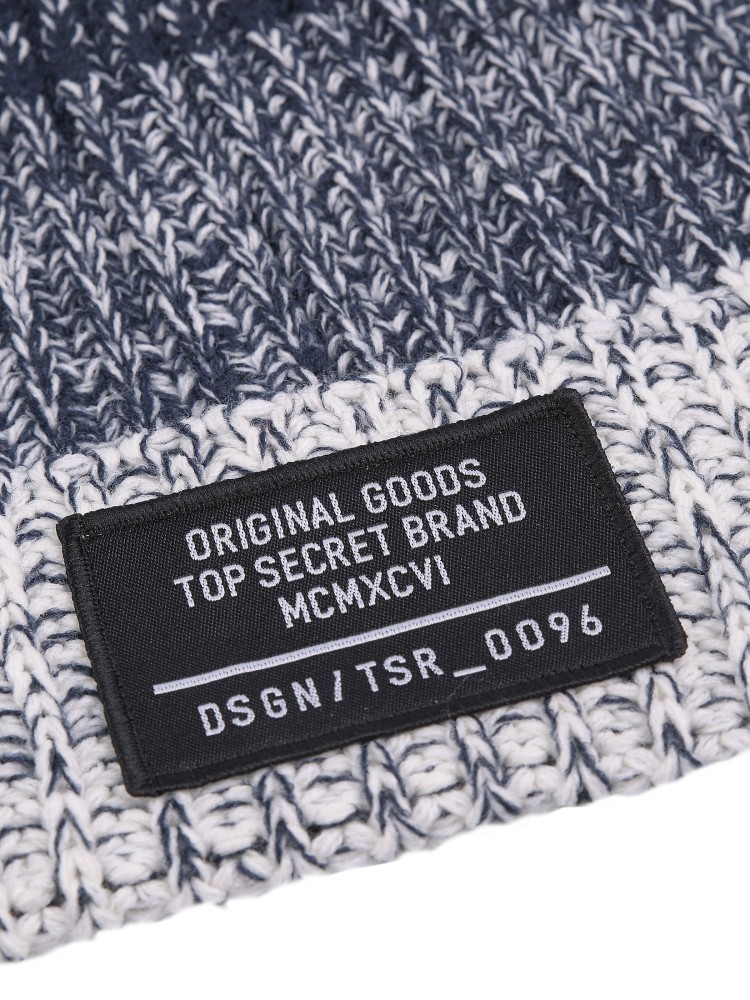 ORIGINAL GOODS
TOP SECRET BRAND
MCMXCVI
DSGN/TSR_0096